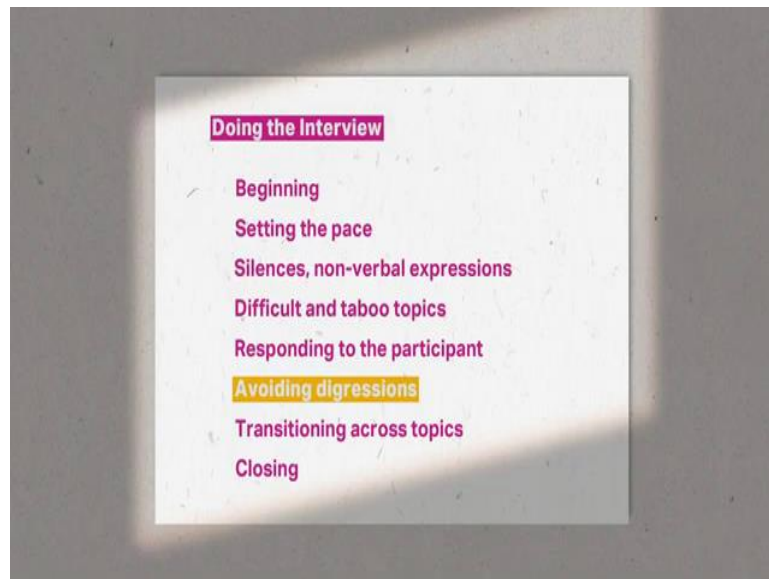 Doing the Interview
Beginning
Setting the pace
Silences, non-verbal expressions
Difficult and taboo topics
Responding to the participant
Avoiding digressions
Transitioning across topics
Closing